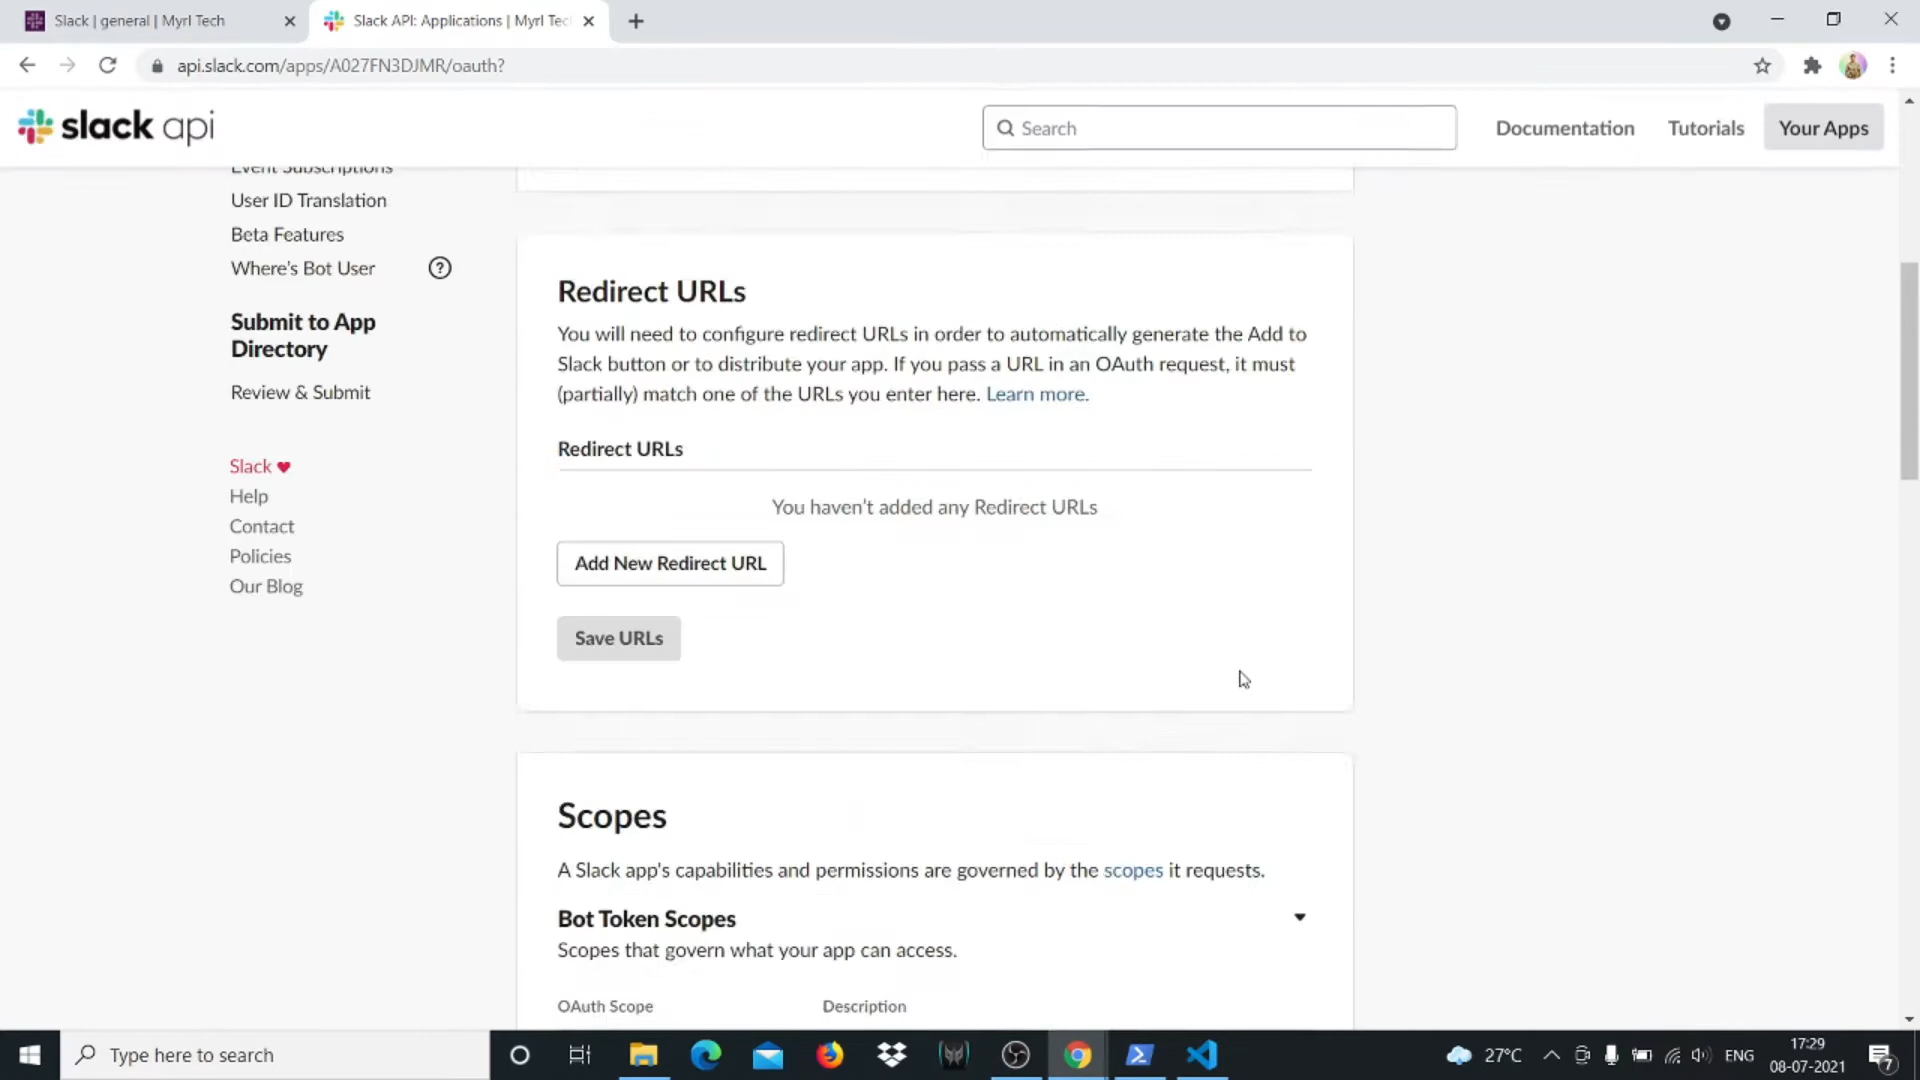 Slack | general | Myrl Tech
Slack API: Applications | Myrl Tec
api.slack.com/apps/A027FN3DJMR/oauth?
slack api
Search
Documentation
Tutorials
Your Apps
Event Subscriptions
User ID Translation
Beta Features
Where's Bot User
?
Submit to App
Directory
Review & Submit
Slack
Help
Contact
Policies
Our Blog
Redirect URLs
You will need to configure redirect URLs in order to automatically generate the Add to
Slack button or to distribute your app. If you pass a URL in an OAuth request, it must
(partially) match one of the URLs you enter here. Learn more.
Redirect URLs
You haven't added any Redirect URLs
Add New Redirect URL
Save URLs
Scopes
A Slack app's capabilities and permissions are governed by the scopes it requests.
Bot Token Scopes
Scopes that govern what your app can access.
OAuth Scope
Description
Type here to search
27°C
ENG
17:29
08-07-2021
7